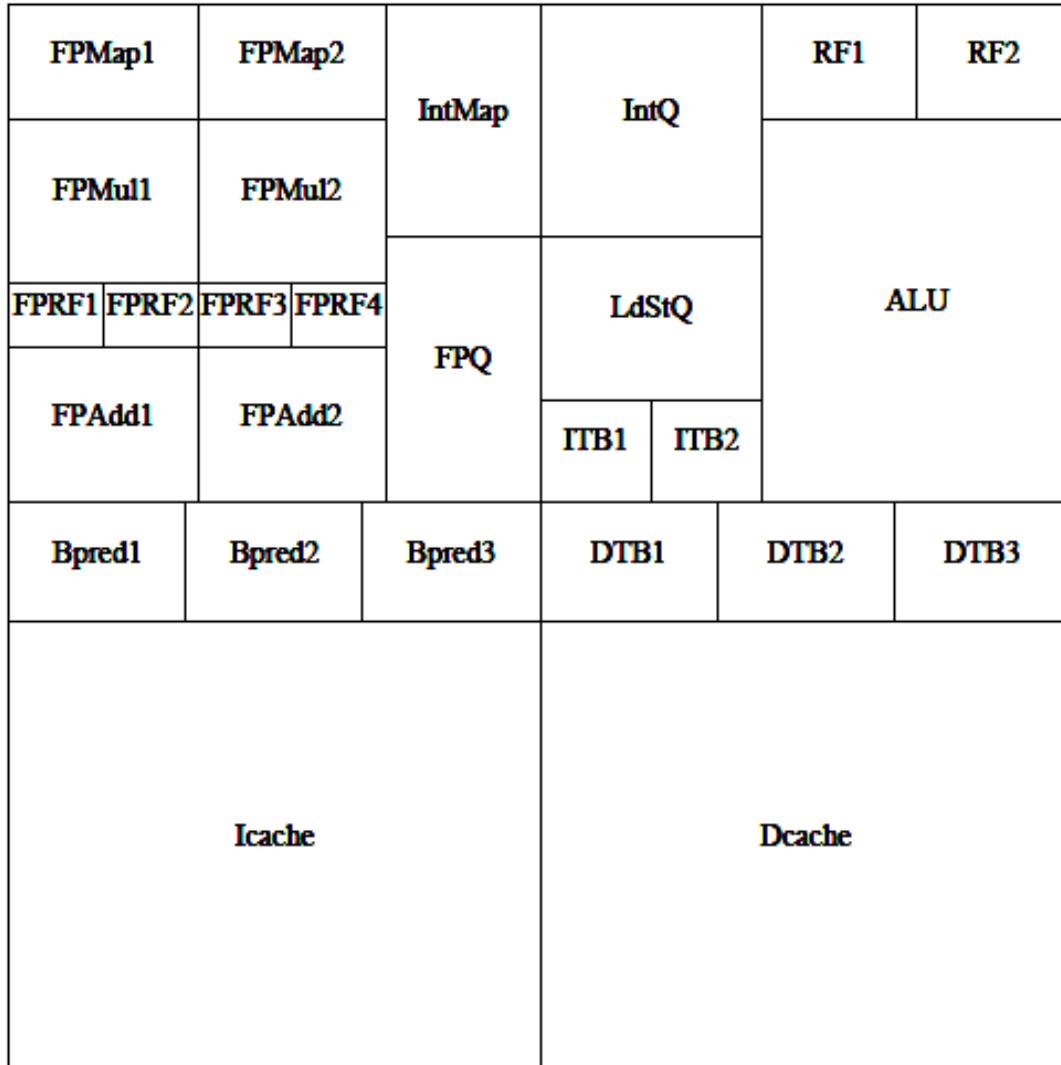 FPMap1 FPMap2 IntMap IntQ RF1 RF2
FPMul1 FPMul2
FPRF1 FPRF2 FPRF3 FPRF4 FPQ LdStQ ALU
FPAdd1 FPAdd2 ITB1 ITB2
Bpred1 Bpred2 Bpred3 DTB1 DTB2 DTB3
Icache Dcache